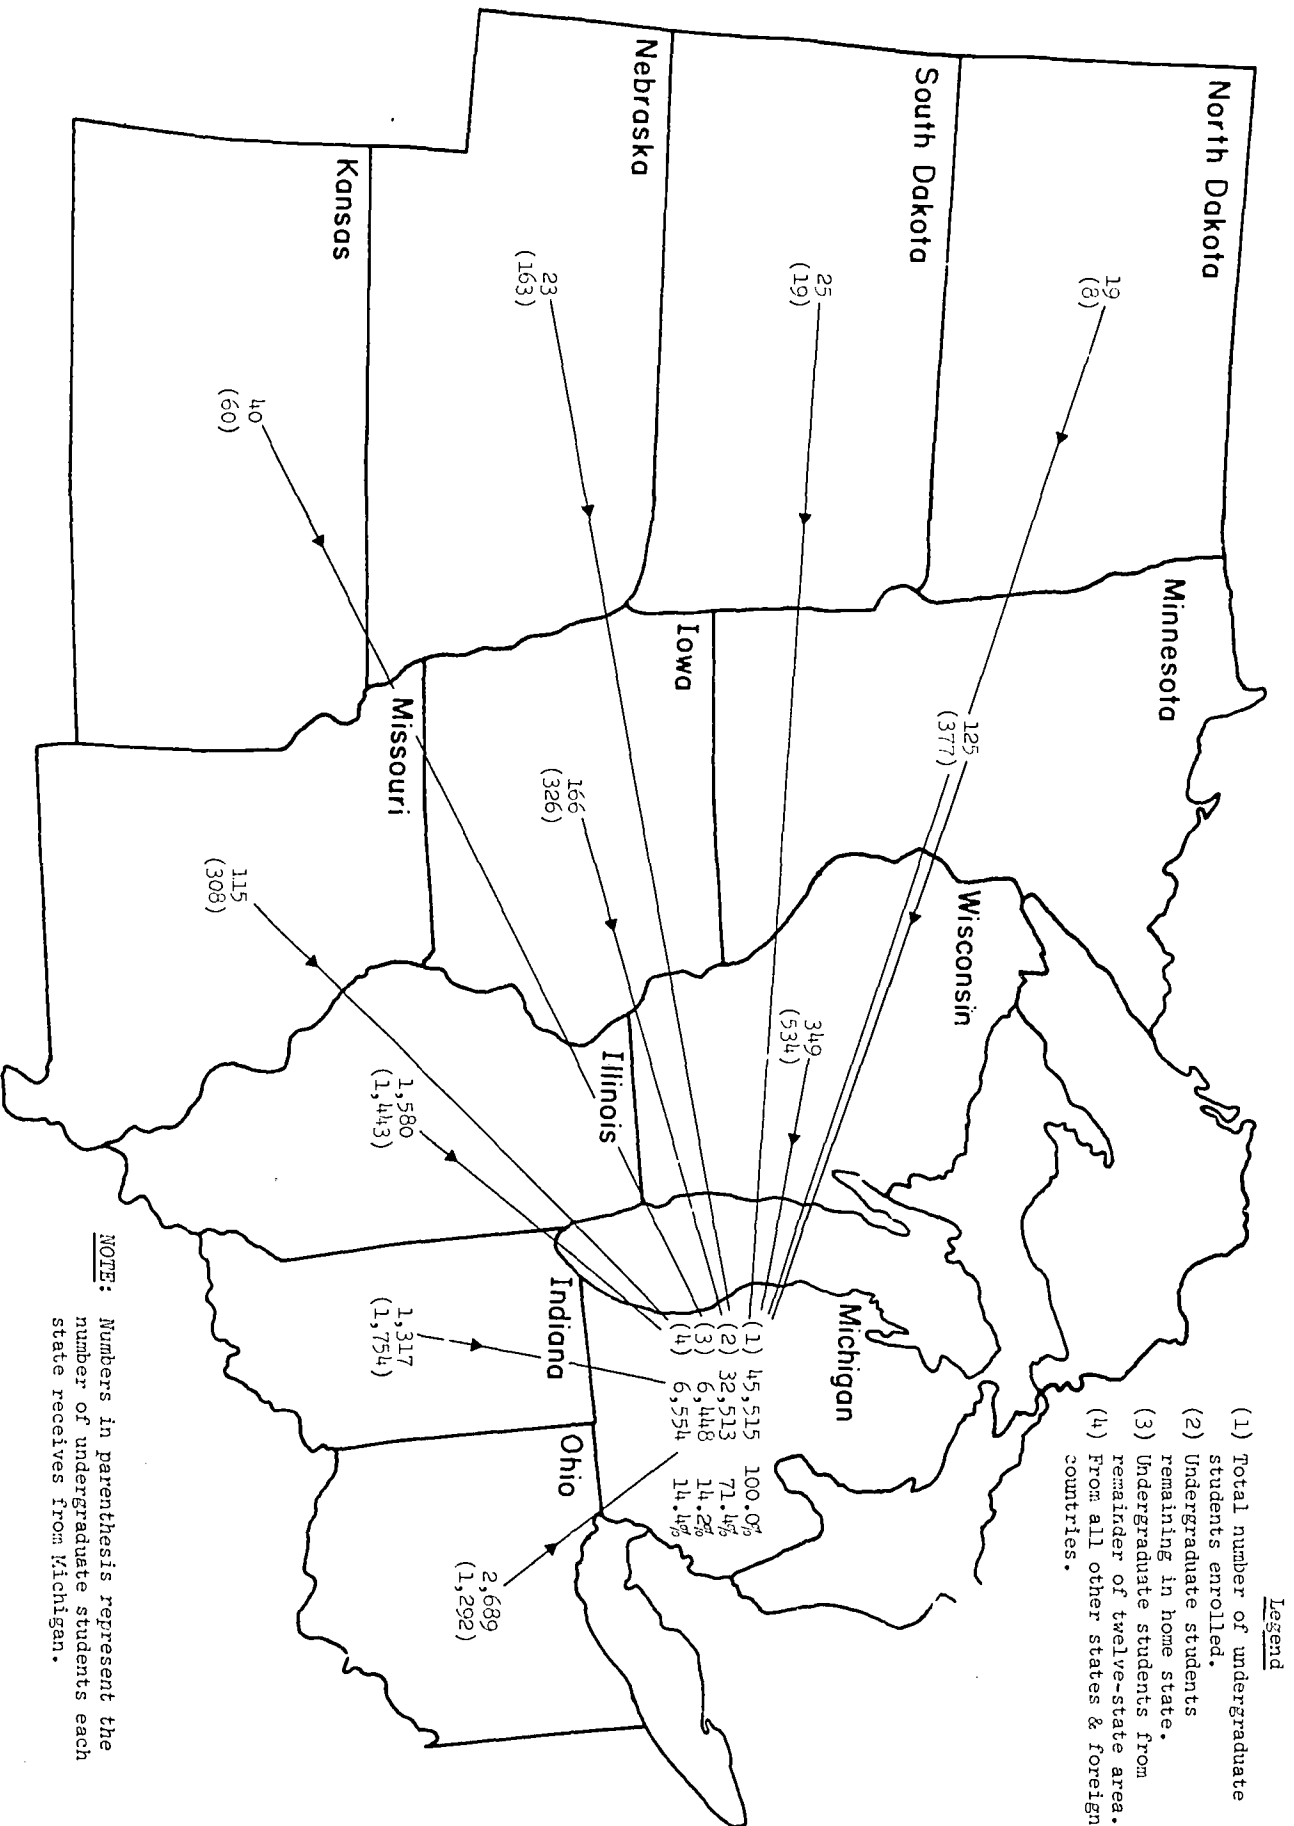 Legend
(1) Total number of undergraduate
students enrolled.
(2) Undergraduate students
remaining in home state.
(3) Undergraduate students from
remainder of twelve-state area.
(4) From all other states & foreign
countries.
North Dakota
19
(8)
Minnesota
125
(377)
South Dakota
25
(19)
Wisconsin
349
(534)
Michigan
(1) 45,515 100.0%
(2) 32,513 71.4%
(3) 6,448 14.2%
(4) 6,554 14.4%
Nebraska
23
(163)
Iowa
166
(326)
Illinois
1,580
(1,443)
Indiana
1,317
(1,754)
Ohio
2,689
(1,292)
Kansas
40
(60)
Missouri
115
(308)
NOTE: Numbers in parenthesis represent the
number of undergraduate students each
state receives from Michigan.